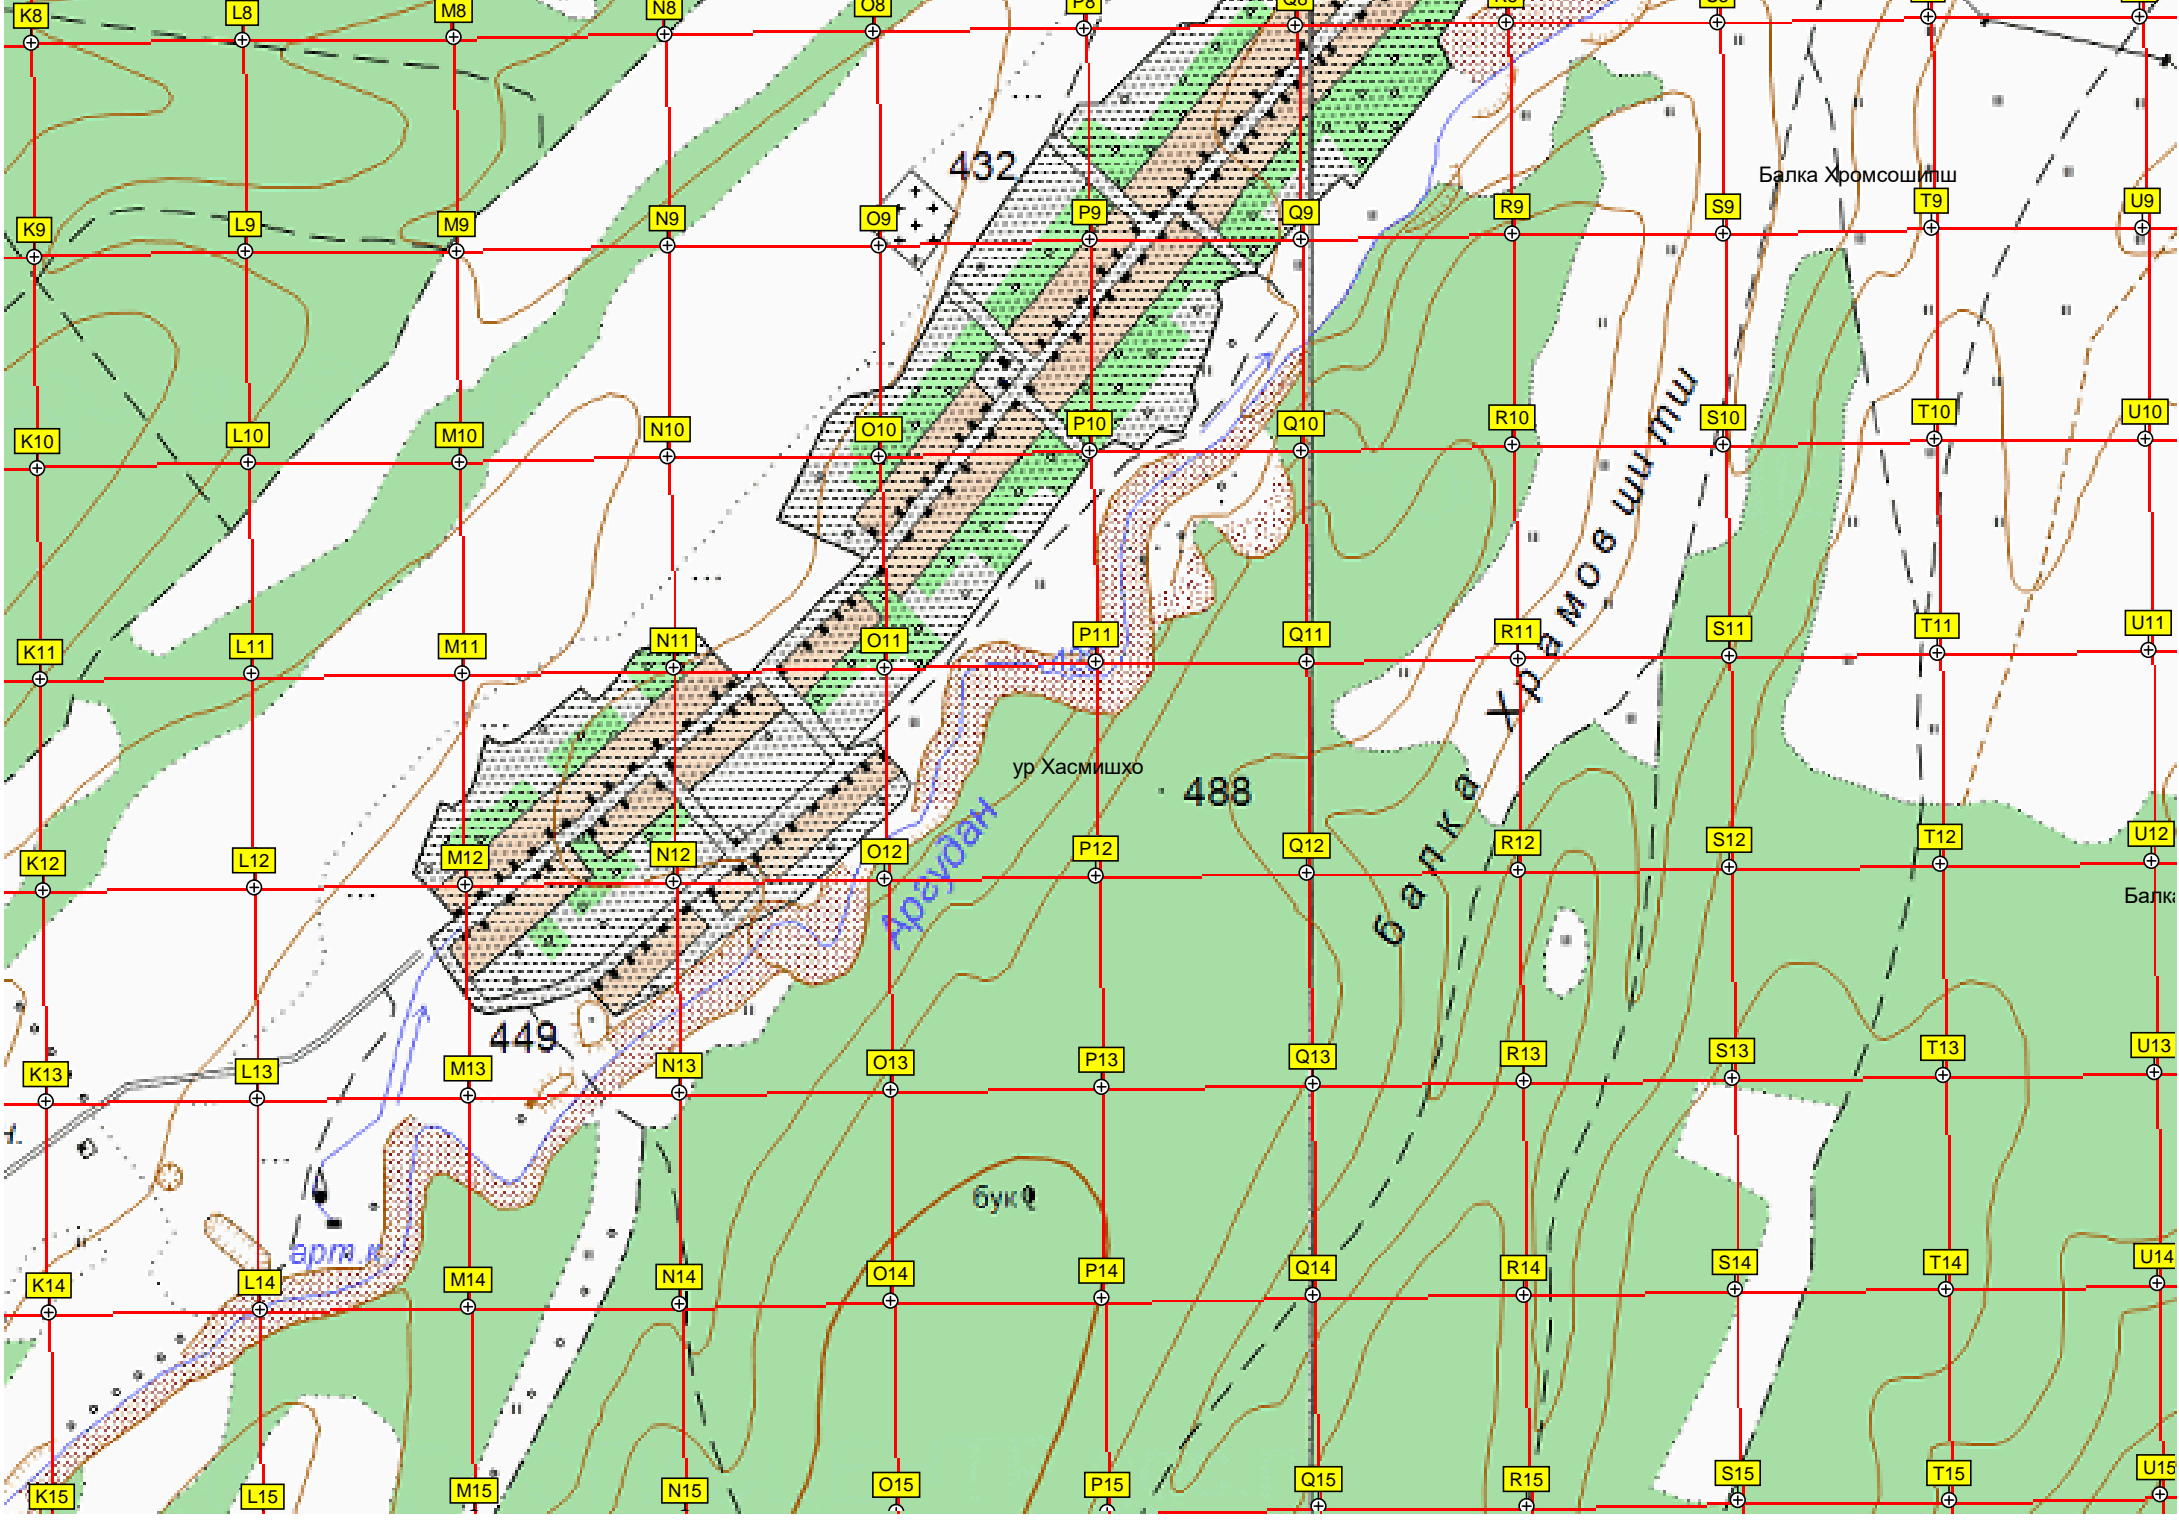 K8 L8 M8 N8 O8 P8 Q8
432
Балка Хромсошипш
K9 L9 M9 N9 O9 P9 Q9 R9 S9 T9 U9
K10 L10 M10 N10 O10 P10 Q10 R10 S10 T10 U10
K11 L11 M11 N11 O11 P11 Q11 R11 S11 T11 U11
балка Храмов шитш
ур Хасмишхо
488
Аргудан
K12 L12 M12 N12 O12 P12 Q12 R12 S12 T12 U12
Балка
449
K13 L13 M13 N13 O13 P13 Q13 R13 S13 T13 U13
бук
арт.к
K14 L14 M14 N14 O14 P14 Q14 R14 S14 T14 U14
K15 L15 M15 N15 O15 P15 Q15 R15 S15 T15 U15